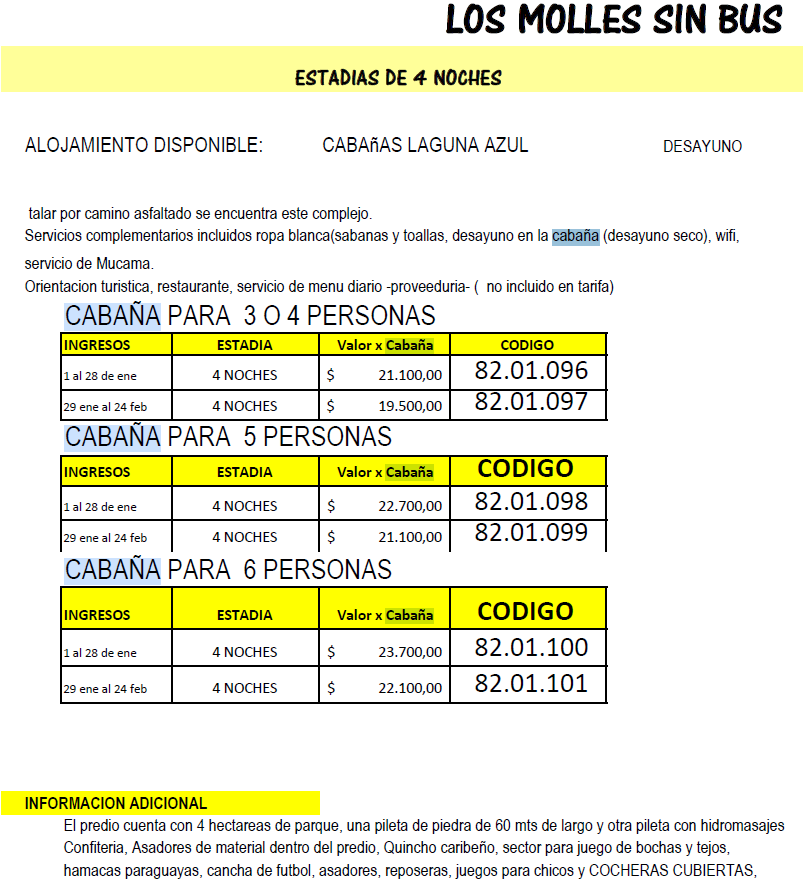 LOS MOLLES SIN BUS
ESTADIAS DE 4 NOCHES
ALOJAMIENTO DISPONIBLE: CABAñAS LAGUNA AZUL DESAYUNO
talar por camino asfaltado se encuentra este complejo.
Servicios complementarios incluidos ropa blanca(sabanas y toallas, desayuno en la cabaña (desayuno seco), wifi,
servicio de Mucama.
Orientacion turistica, restaurante, servicio de menu diario -proveeduria- ( no incluido en tarifa)
CABAÑA PARA 3 O 4 PERSONAS
INGRESOS ESTADIA Valor x Cabaña CODIGO
1 al 28 de ene 4 NOCHES $ 21.100,00 82.01.096
29 ene al 24 feb 4 NOCHES $ 19.500,00 82.01.097
CABAÑA PARA 5 PERSONAS
INGRESOS ESTADIA Valor x Cabaña CODIGO
1 al 28 de ene 4 NOCHES $ 22.700,00 82.01.098
29 ene al 24 feb 4 NOCHES $ 21.100,00 82.01.099
CABAÑA PARA 6 PERSONAS
INGRESOS ESTADIA Valor x Cabaña CODIGO
1 al 28 de ene 4 NOCHES $ 23.700,00 82.01.100
29 ene al 24 feb 4 NOCHES $ 22.100,00 82.01.101
INFORMACION ADICIONAL
El predio cuenta con 4 hectareas de parque, una pileta de piedra de 60 mts de largo y otra pileta con hidromasajes
Confiteria, Asadores de material dentro del predio, Quincho caribeño, sector para juego de bochas y tejos,
hamacas paraguayas, cancha de futbol, asadores, reposeras, juegos para chicos y COCHERAS CUBIERTAS,